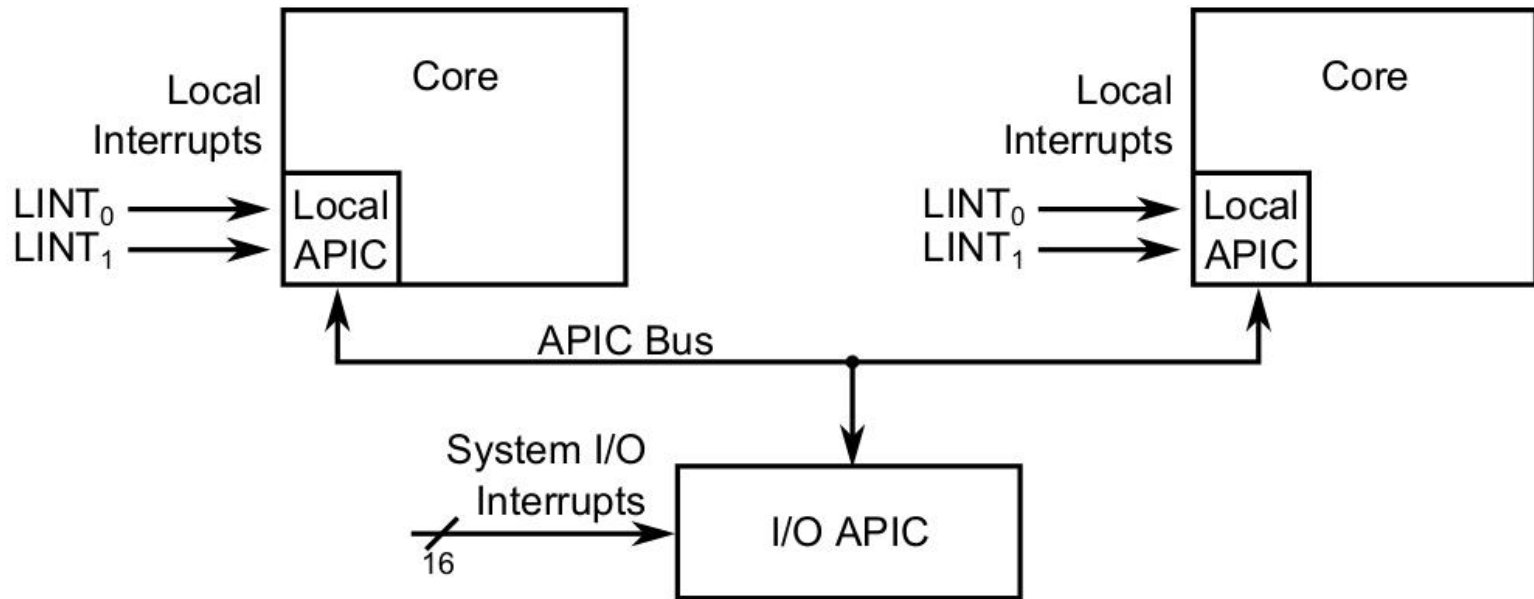 Core
Local
Interrupts
LINT₀
LINT₁
Local
APIC
Core
Local
Interrupts
LINT₀
LINT₁
Local
APIC
APIC Bus
System I/O
Interrupts
16
I/O APIC